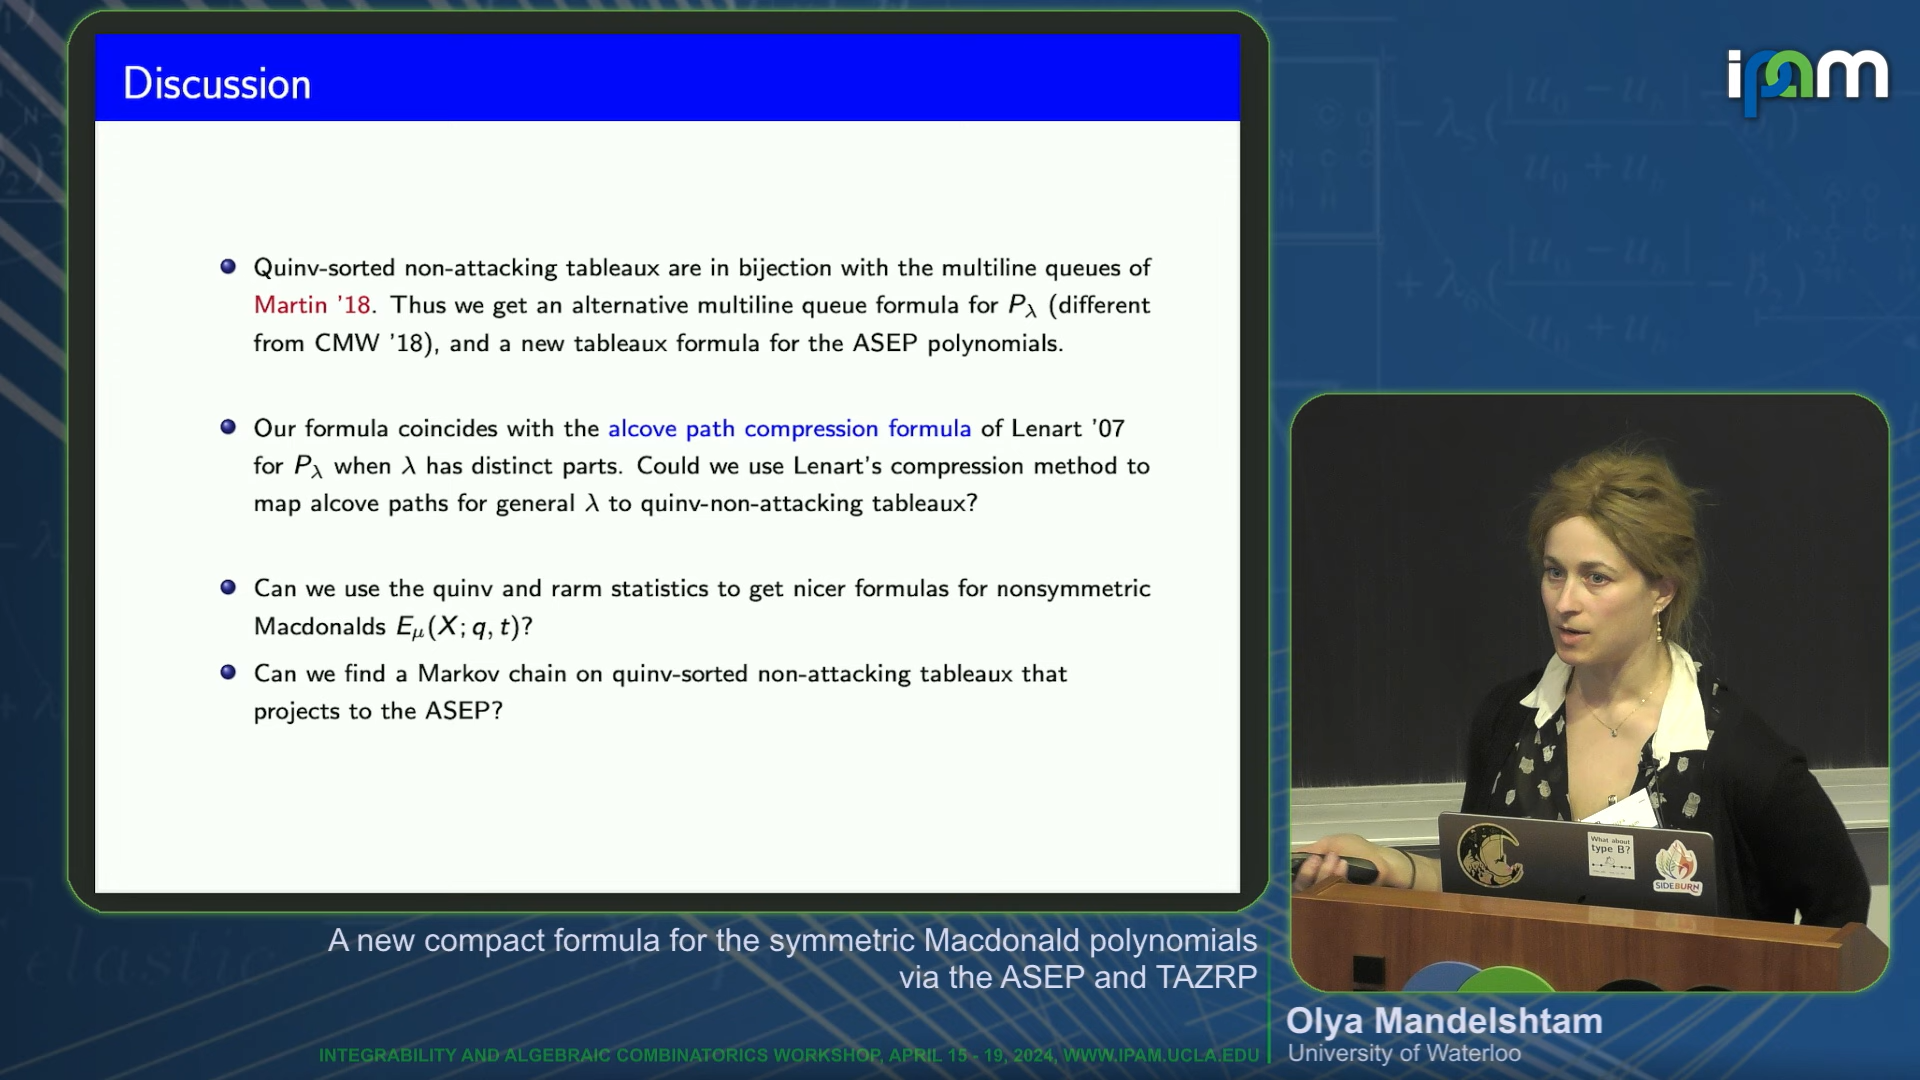 Discussion
Quinv-sorted non-attacking tableaux are in bijection with the multiline queues of
Martin '18. Thus we get an alternative multiline queue formula for Pλ (different
from CMW '18), and a new tableaux formula for the ASEP polynomials.
Our formula coincides with the alcove path compression formula of Lenart '07
for Pλ when λ has distinct parts. Could we use Lenart's compression method to
map alcove paths for general λ to quinv-non-attacking tableaux?
Can we use the quinv and rarm statistics to get nicer formulas for nonsymmetric
Macdonalds Eμ(X; q, t)?
Can we find a Markov chain on quinv-sorted non-attacking tableaux that
projects to the ASEP?
ipam
What about
type B?
SIDEBURN
A new compact formula for the symmetric Macdonald polynomials
via the ASEP and TAZRP
Olya Mandelshtam
University of Waterloo
INTEGRABILITY AND ALGEBRAIC COMBINATORICS WORKSHOP, APRIL 15 - 19, 2024, WWW.IPAM.UCLA.EDU
elastic